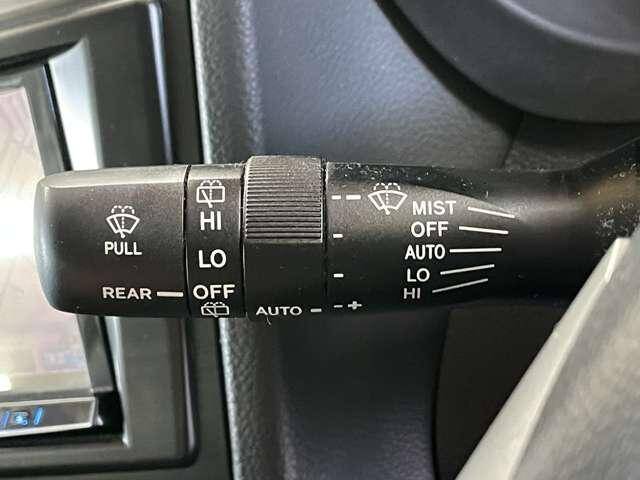 PULL
REAR
HI
LO
OFF
AUTO
- +
MIST
OFF
AUTO
LO
HI